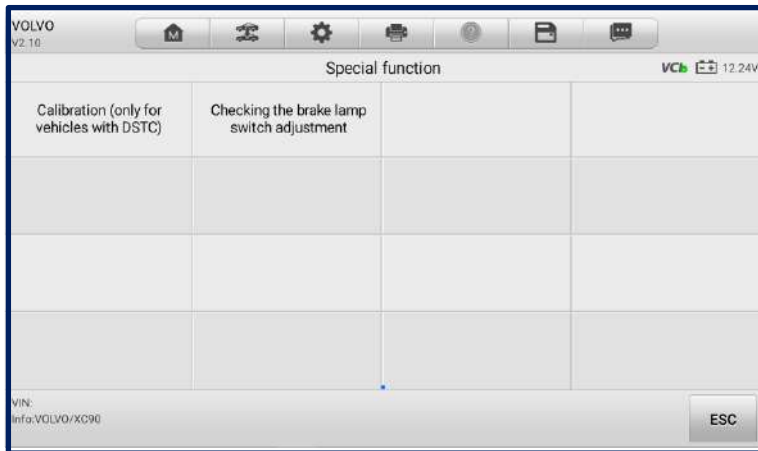 VOLVO
V2.10
M
Special function
VCb 12.24V
Calibration (only for
vehicles with DSTC)
Checking the brake lamp
switch adjustment
VIN:
Info:VOLVO/XC90
ESC